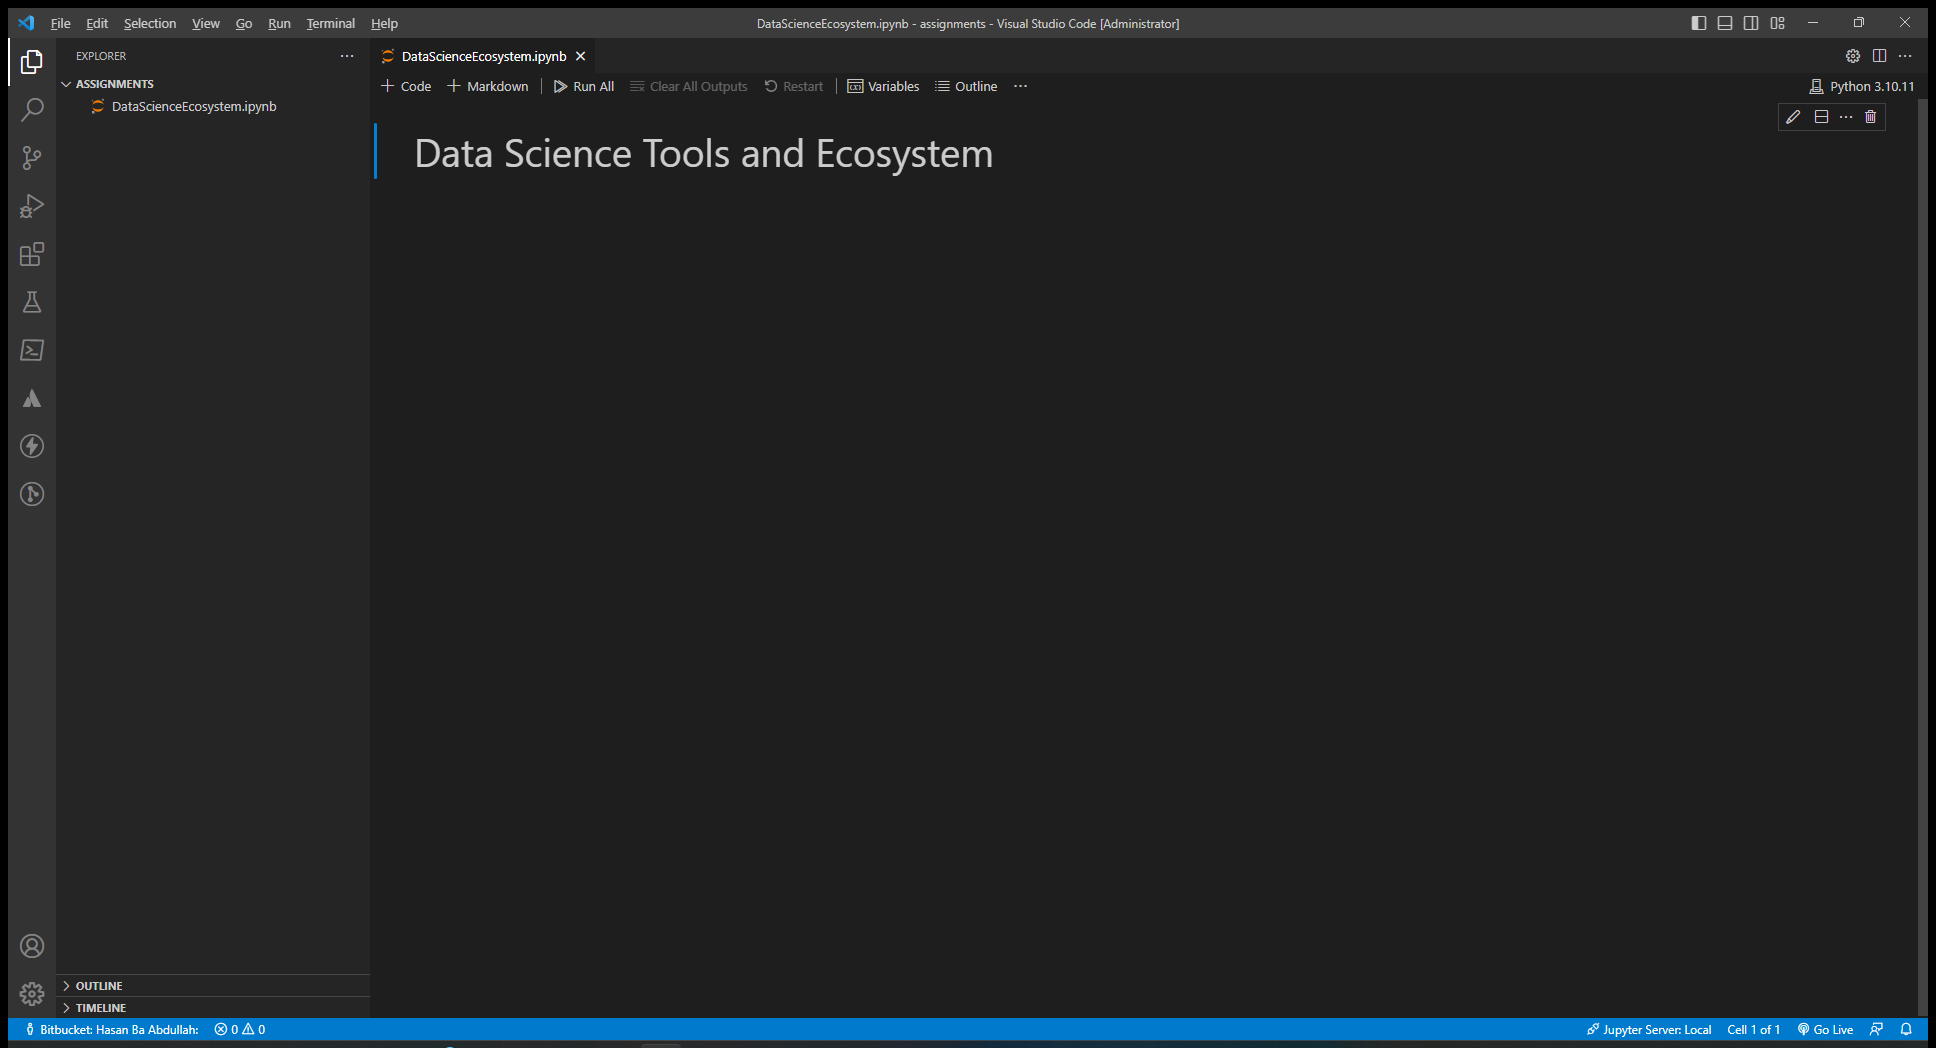 File Edit Selection View Go Run Terminal Help
DataScienceEcosystem.ipynb - assignments - Visual Studio Code [Administrator]
EXPLORER
DataScienceEcosystem.ipynb
ASSIGNMENTS
DataScienceEcosystem.ipynb
Code Markdown Run All Clear All Outputs Restart Variables Outline
Python 3.10.11
Data Science Tools and Ecosystem
OUTLINE
TIMELINE
Bitbucket: Hasan Ba Abdullah: 0 0
Jupyter Server: Local Cell 1 of 1 Go Live